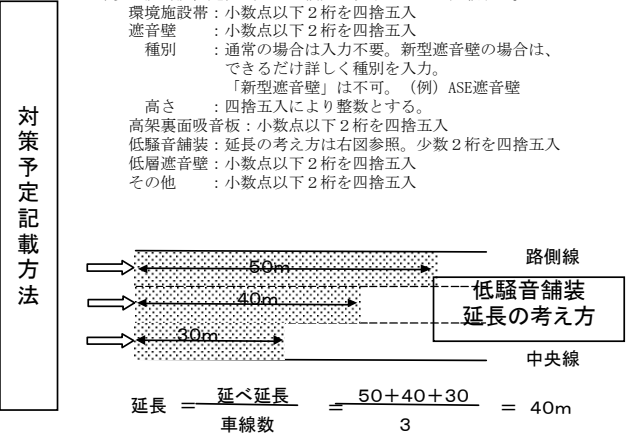 環境施設帯：小数点以下２桁を四捨五入
遮音壁　　：小数点以下２桁を四捨五入
種別　：通常の場合は入力不要。新型遮音壁の場合は、
できるだけ詳しく種別を入力。
「新型遮音壁」は不可。（例）ASE遮音壁
高さ　：四捨五入により整数とする。
高架裏面吸音板：小数点以下２桁を四捨五入
低騒音舗装：延長の考え方は右図参照。少数２桁を四捨五入
低層遮音壁：小数点以下２桁を四捨五入
その他　　：小数点以下２桁を四捨五入
対策予定記載方法
路側線
50m
40m
30m
低騒音舗装
延長の考え方
中央線
延長 ＝ 延べ延長 ＝ 50＋40＋30 ＝ 40m
車線数　3